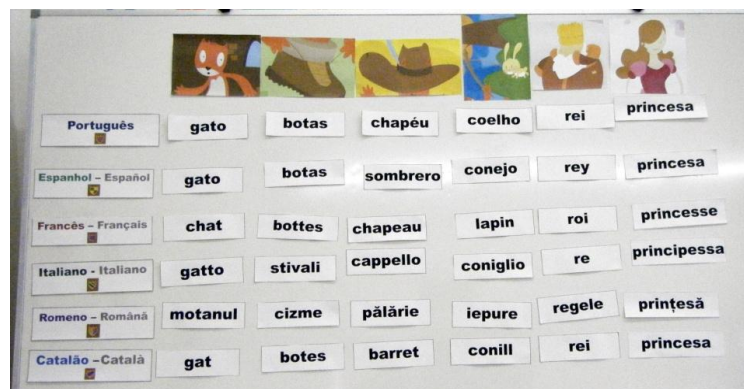 Português gato botas chapéu coelho rei princesa
Espanhol – Español gato botas sombrero conejo rey princesa
Francês – Français chat bottes chapeau lapin roi princesse
Italiano - Italiano gatto stivali cappello coniglio re principessa
Romeno – Română motanul cizme pălărie iepure regele prințesă
Catalão – Català gat botes barret conill rei princesa